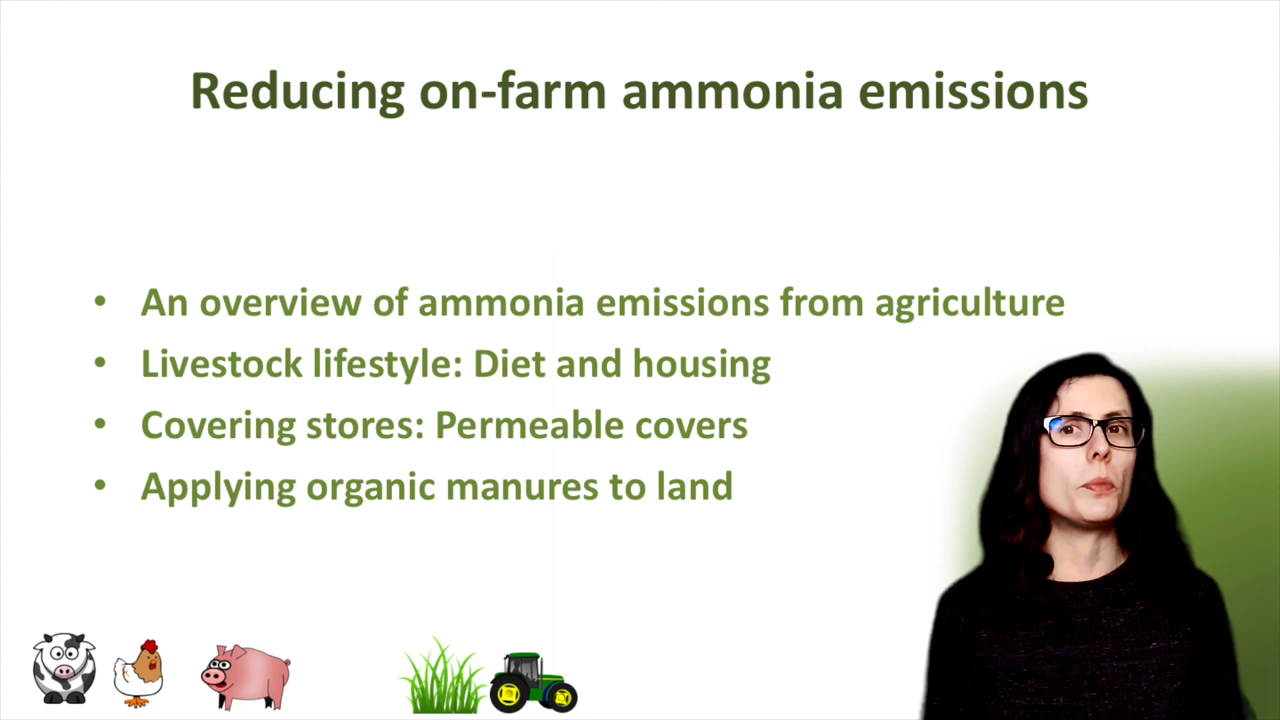 Reducing on-farm ammonia emissions
• An overview of ammonia emissions from agriculture
• Livestock lifestyle: Diet and housing
• Covering stores: Permeable covers
• Applying organic manures to land